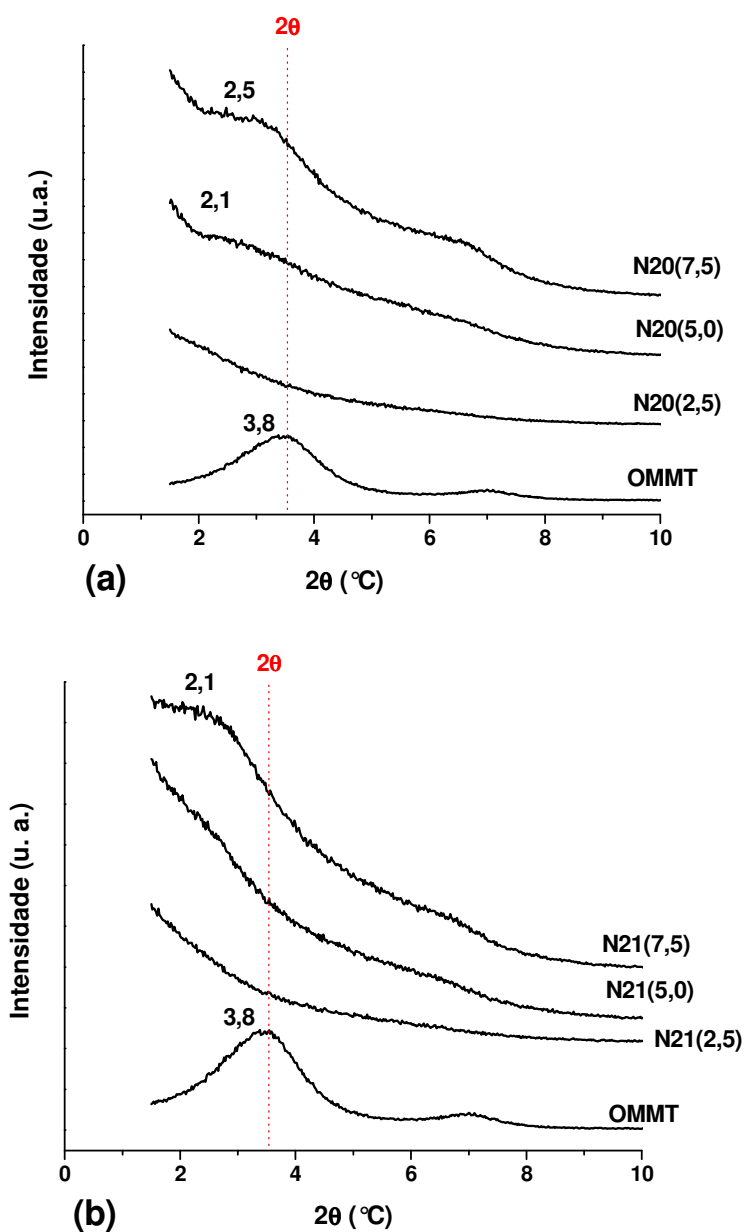 2θ
2,5
2,1
3,8
N20(7,5)
N20(5,0)
N20(2,5)
OMMT
Intensidade (u.a.)
0 2 4 6 8 10
2θ (°C)
(a)
2θ
2,1
3,8
N21(7,5)
N21(5,0)
N21(2,5)
OMMT
Intensidade (u. a.)
0 2 4 6 8 10
2θ (°C)
(b)